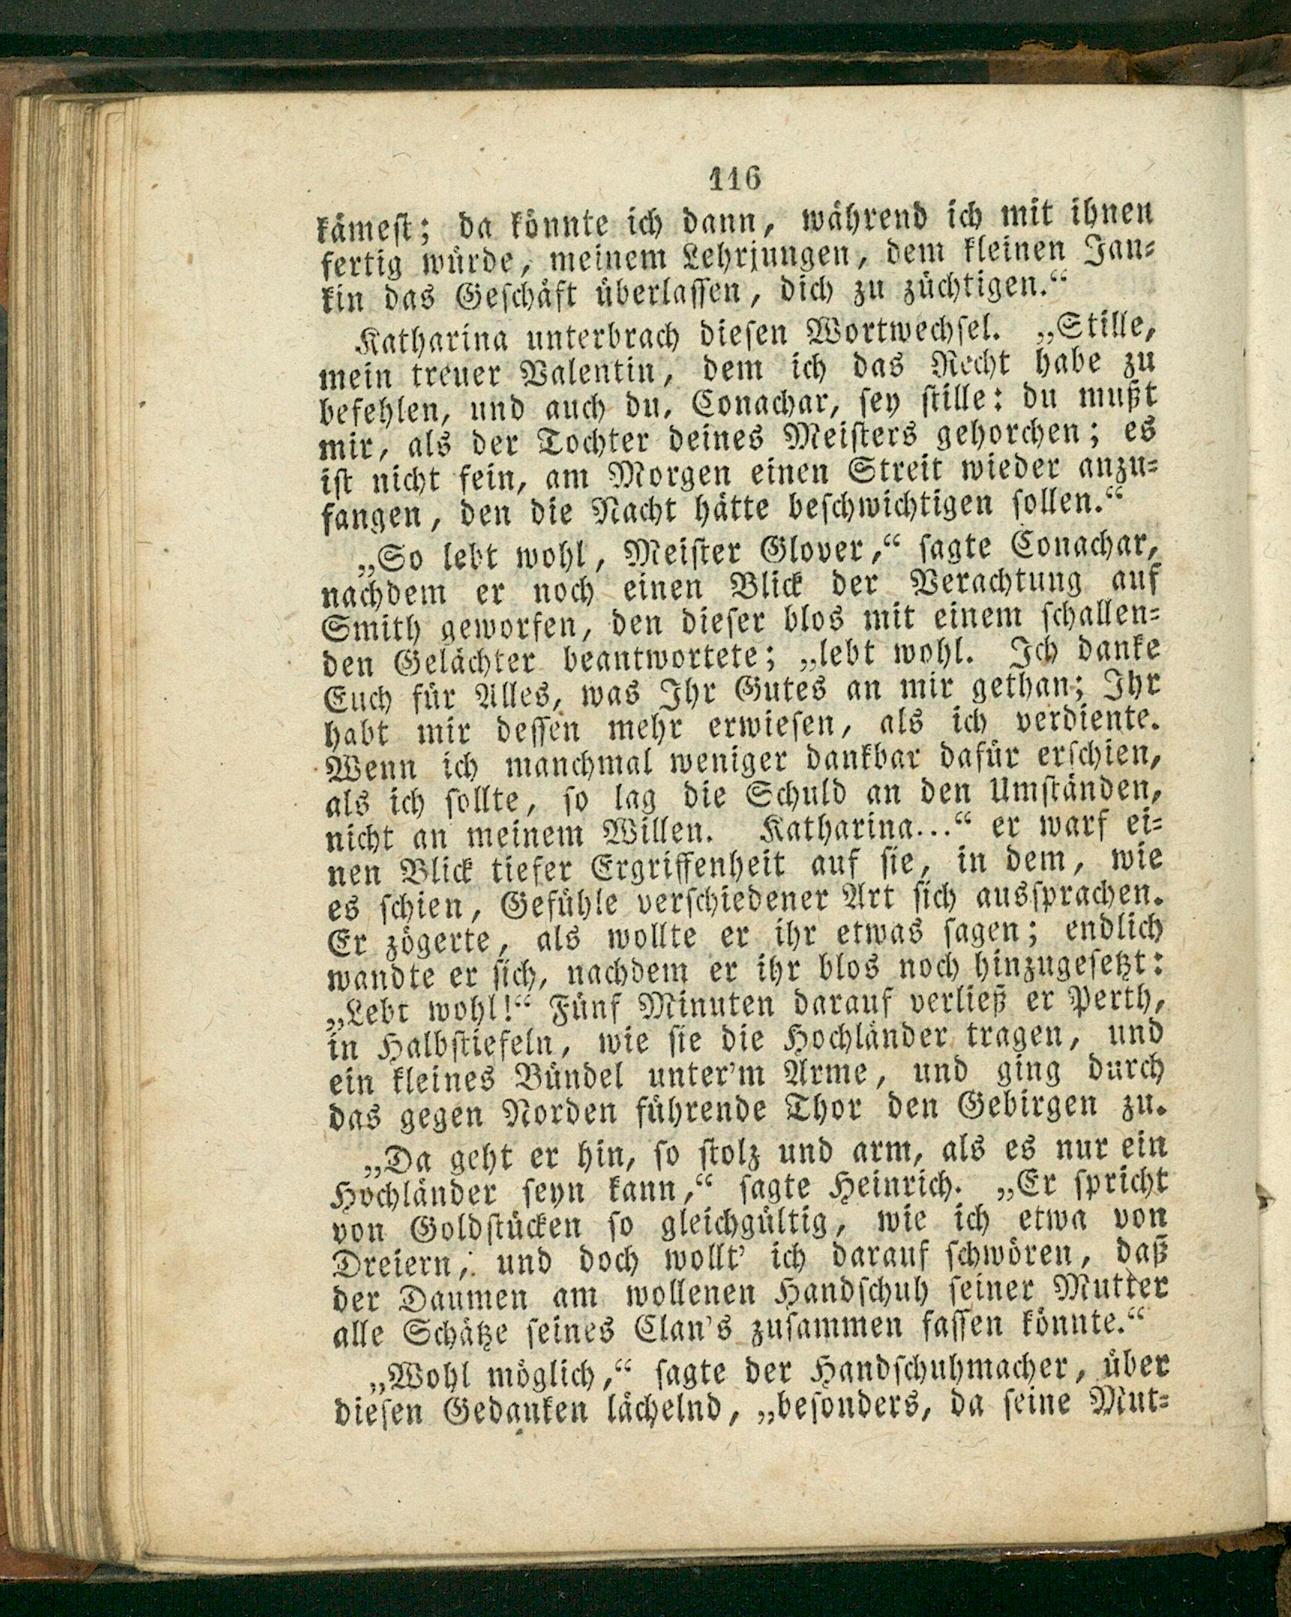 116
kämest; da könnte ich dann, während ich mit ihnen
fertig würde, meinem Lehrjungen, dem kleinen Jan-
kin das Geschäft überlassen, dich zu züchtigen.“
Katharina unterbrach diesen Wortwechsel. „Stille,
mein treuer Valentin, dem ich das Recht habe zu
befehlen, und auch du, Conachar, sey stille: du mußt
mir, als der Tochter deines Meisters gehorchen; es
ist nicht fein, am Morgen einen Streit wieder anzu-
fangen, den die Nacht hätte beschwichtigen sollen.“
„So lebt wohl, Meister Glover,“ sagte Conachar,
nachdem er noch einen Blick der Verachtung auf
Smith geworfen, den dieser blos mit einem schallen-
den Gelächter beantwortete; „lebt wohl. Ich danke
Euch für Alles, was Ihr Gutes an mir gethan; Ihr
habt mir dessen mehr erwiesen, als ich verdiente.
Wenn ich manchmal weniger dankbar dafür erschien,
als ich sollte, so lag die Schuld an den Umständen,
nicht an meinem Willen. Katharina...“ er warf ei-
nen Blick tiefer Ergriffenheit auf sie, in dem, wie
es schien, Gefühle verschiedener Art sich aussprachen.
Er zögerte, als wollte er ihr etwas sagen; endlich
wandte er sich, nachdem er ihr blos noch hinzugesetzt:
„Lebt wohl!“ Fünf Minuten darauf verließ er Perth,
in Halbstiefeln, wie sie die Hochländer tragen, und
ein kleines Bündel unter'm Arme, und ging durch
das gegen Norden führende Thor den Gebirgen zu.
„Da geht er hin, so stolz und arm, als es nur ein
Hochländer seyn kann,“ sagte Heinrich. „Er spricht
von Goldstücken so gleichgültig, wie ich etwa von
Dreiern, und doch wollt' ich darauf schwören, daß
der Daumen am wollenen Handschuh seiner Mutter
alle Schätze seines Clan's zusammen fassen könnte.“
„Wohl möglich,“ sagte der Handschuhmacher, über
diesen Gedanken lächelnd, „besonders, da seine Mut-